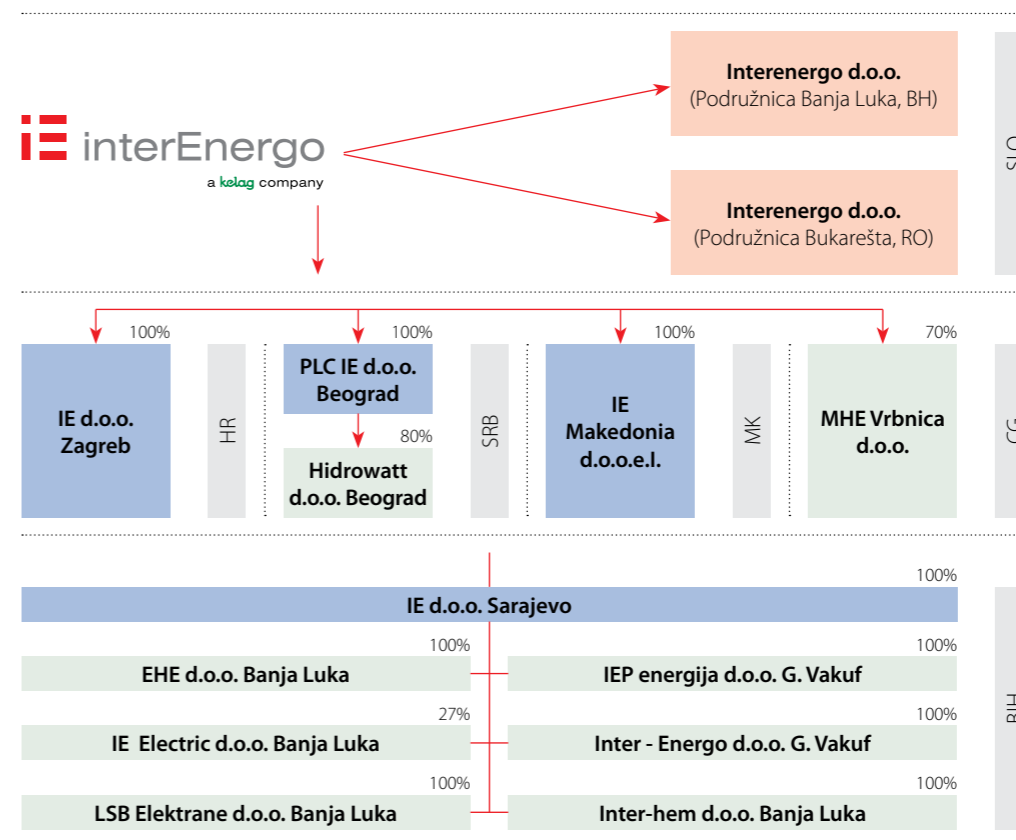 Interenergo d.o.o.
(Podružnica Banja Luka, BH)
interEnergo
a kelag company
Interenergo d.o.o.
(Podružnica Bukarešta, RO)
SLO
100%
100%
100%
70%
IE d.o.o.
Zagreb
HR
PLC IE d.o.o.
Beograd
80%
Hidrowatt
d.o.o. Beograd
SRB
IE
Makedonia
d.o.o.e.l.
MK
MHE Vrbnica
d.o.o.
CG
100%
IE d.o.o. Sarajevo
BIH
100%
100%
EHE d.o.o. Banja Luka
IEP energija d.o.o. G. Vakuf
27%
100%
IE Electric d.o.o. Banja Luka
Inter - Energo d.o.o. G. Vakuf
100%
100%
LSB Elektrane d.o.o. Banja Luka
Inter-hem d.o.o. Banja Luka